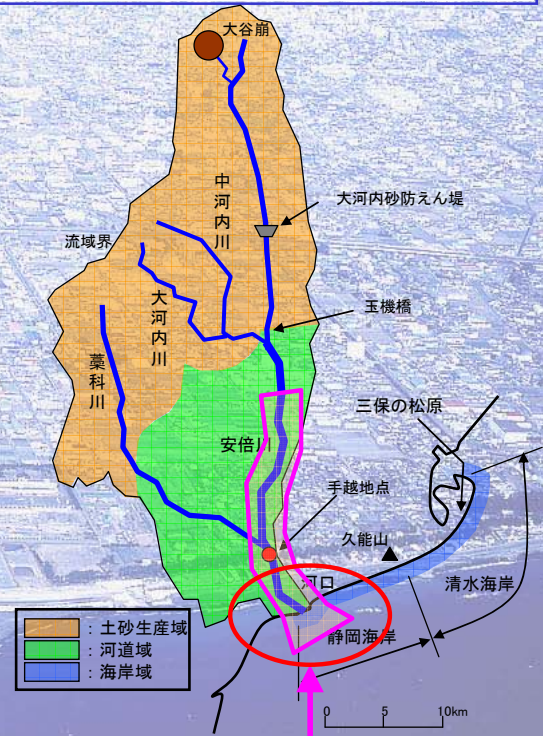 大谷崩
中河内川
大河内砂防えん堤
流域界
大河内川
玉機橋
藁科川
三保の松原
安倍川
手越地点
久能山
河口
清水海岸
静岡海岸
：土砂生産域
：河道域
：海岸域
0 5 10km